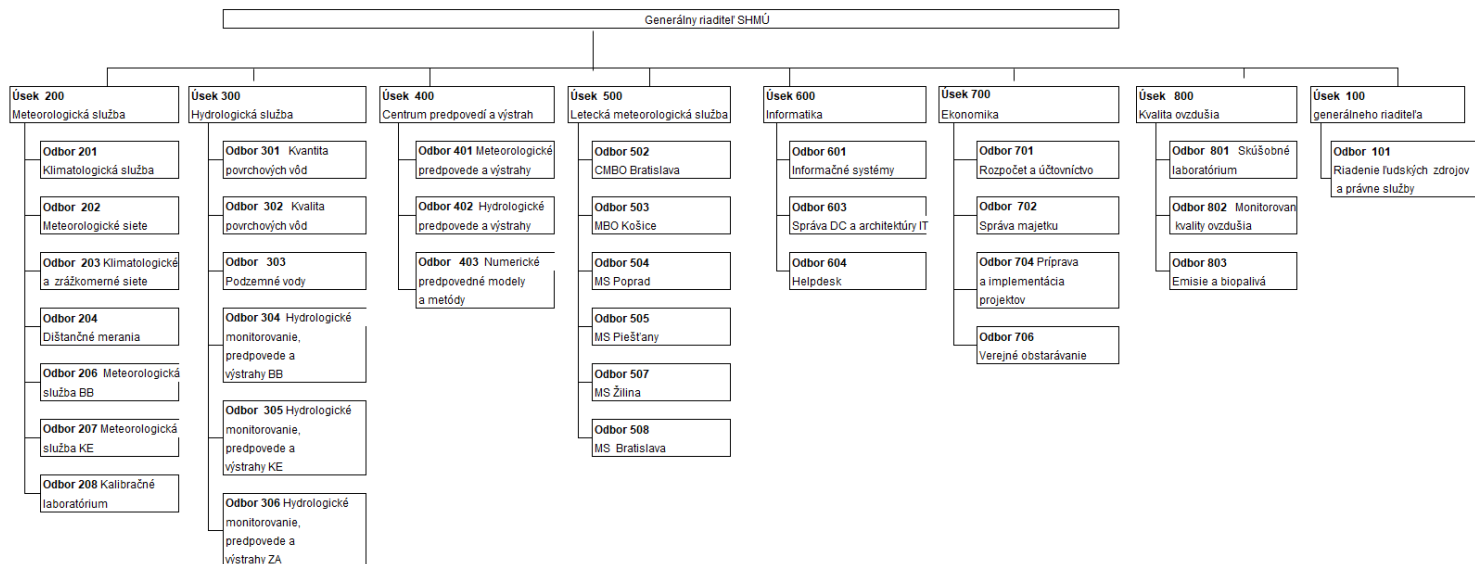 Generálny riaditeľ SHMÚ
Úsek 200
Meteorologická služba
Odbor 201
Klimatologická služba
Odbor 202
Meteorologické siete
Odbor 203 Klimatologické
a zrážkomerné siete
Odbor 204
Dištančné merania
Odbor 206 Meteorologická
služba BB
Odbor 207 Meteorologická
služba KE
Odbor 208 Kalibračné
laboratórium
Úsek 300
Hydrologická služba
Odbor 301 Kvantita
povrchových vôd
Odbor 302 Kvalita
povrchových vôd
Odbor 303
Podzemné vody
Odbor 304 Hydrologické
monitorovanie,
predpovede a
výstrahy BB
Odbor 305 Hydrologické
monitorovanie,
predpovede a
výstrahy KE
Odbor 306 Hydrologické
monitorovanie,
predpovede a
výstrahy ZA
Úsek 400
Centrum predpovedí a výstrah
Odbor 401 Meteorologické
predpovede a výstrahy
Odbor 402 Hydrologické
predpovede a výstrahy
Odbor 403 Numerické
predpovedné modely
a metódy
Úsek 500
Letecká meteorologická služba
Odbor 502
CMBO Bratislava
Odbor 503
MBO Košice
Odbor 504
MS Poprad
Odbor 505
MS Piešťany
Odbor 507
MS Žilina
Odbor 508
MS Bratislava
Úsek 600
Informatika
Odbor 601
Informačné systémy
Odbor 603
Správa DC a architektúry IT
Odbor 604
Helpdesk
Úsek 700
Ekonomika
Odbor 701
Rozpočet a účtovníctvo
Odbor 702
Správa majetku
Odbor 704 Príprava
a implementácia
projektov
Odbor 706
Verejné obstarávanie
Úsek 800
Kvalita ovzdušia
Odbor 801 Skúšobné
laboratórium
Odbor 802 Monitorovan
kvality ovzdušia
Odbor 803
Emisie a biopalivá
Úsek 100
generálneho riaditeľa
Odbor 101
Riadenie ľudských zdrojov
a právne služby